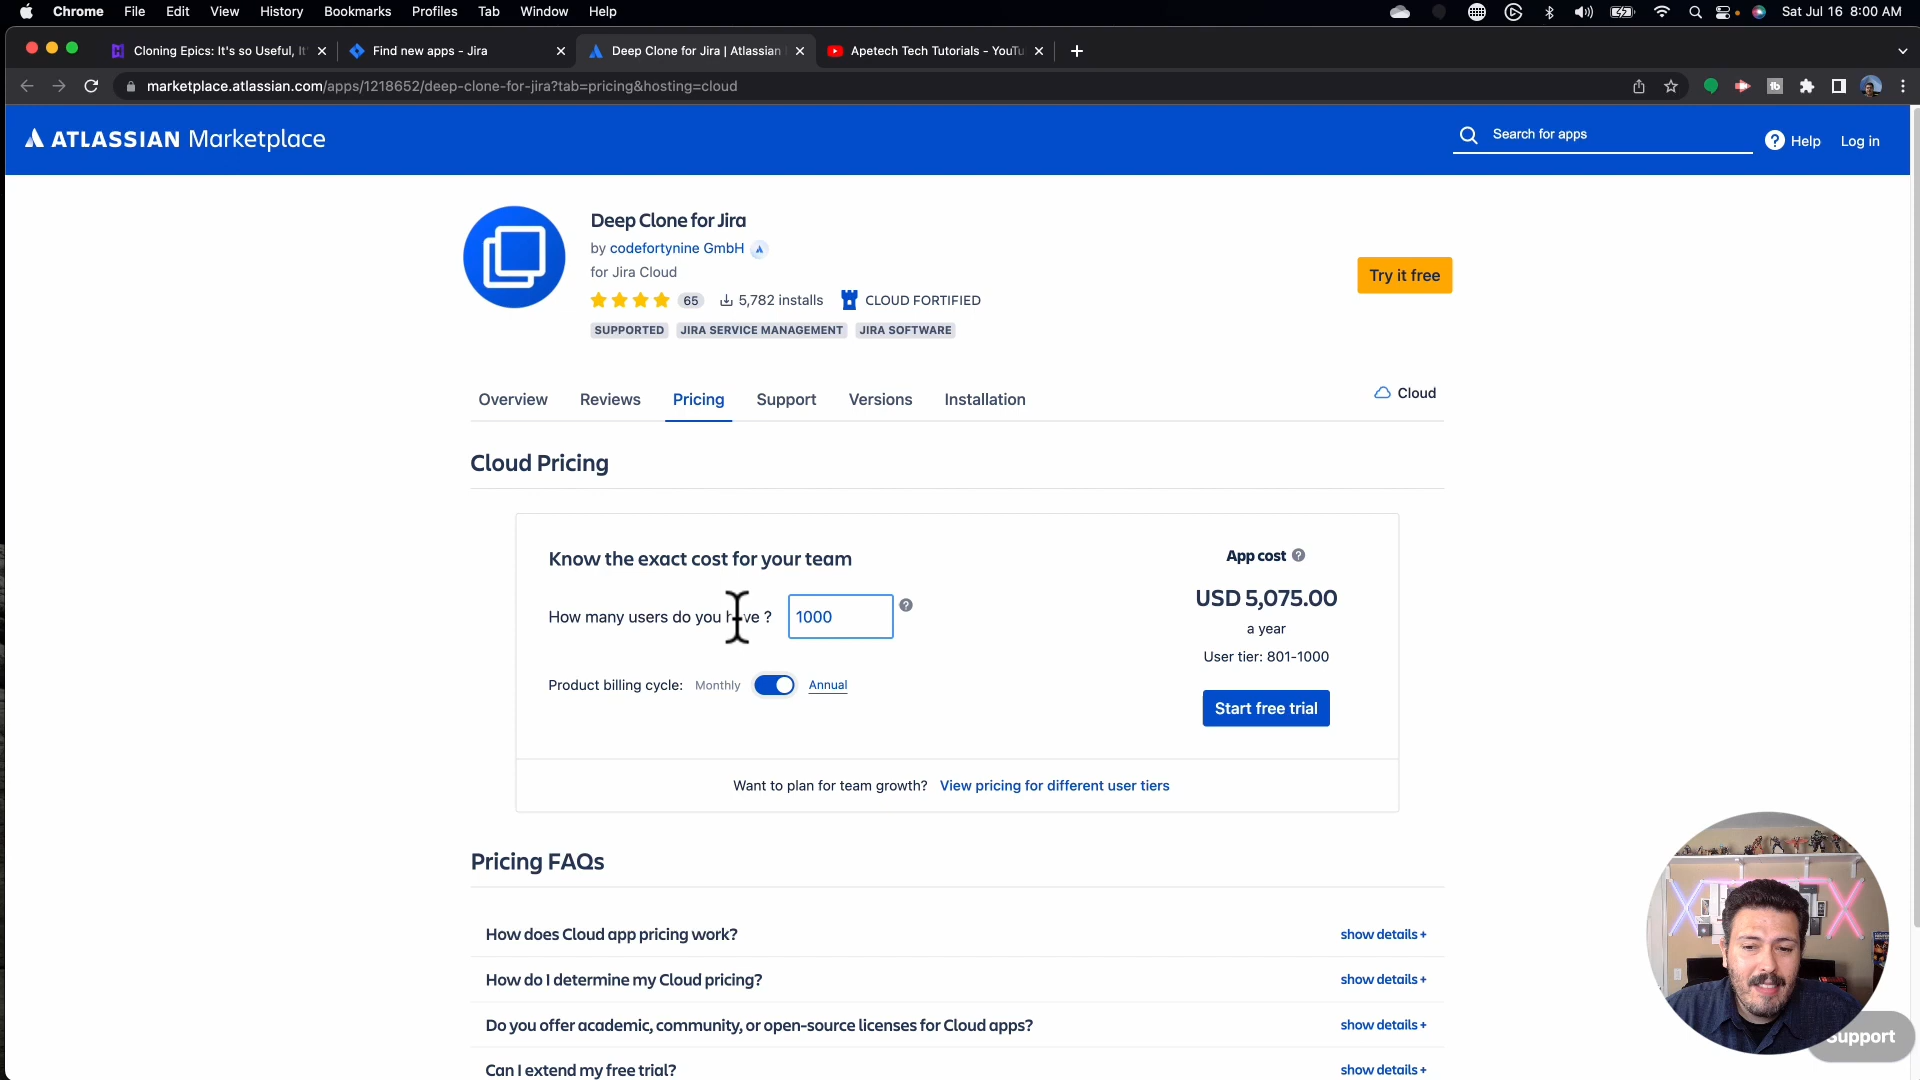 Chrome File Edit View History Bookmarks Profiles Tab Window Help Sat Jul 16 8:00 AM
Cloning Epics: It's so Useful, It' Find new apps - Jira Deep Clone for Jira | Atlassian Apetech Tech Tutorials - YouTu
marketplace.atlassian.com/apps/1218652/deep-clone-for-jira?tab=pricing&hosting=cloud
ATLASSIAN Marketplace Search for apps Help Log in
Deep Clone for Jira
by codefortynine GmbH
for Jira Cloud
65 5,782 installs CLOUD FORTIFIED
Try it free
SUPPORTED JIRA SERVICE MANAGEMENT JIRA SOFTWARE
Overview Reviews Pricing Support Versions Installation Cloud
Cloud Pricing
Know the exact cost for your team
How many users do you have ? 1000
Product billing cycle: Monthly Annual
App cost
USD 5,075.00
a year
User tier: 801-1000
Start free trial
Want to plan for team growth? View pricing for different user tiers
Pricing FAQs
How does Cloud app pricing work? show details +
How do I determine my Cloud pricing? show details +
Do you offer academic, community, or open-source licenses for Cloud apps? show details +
Can I extend my free trial? show details +
Support